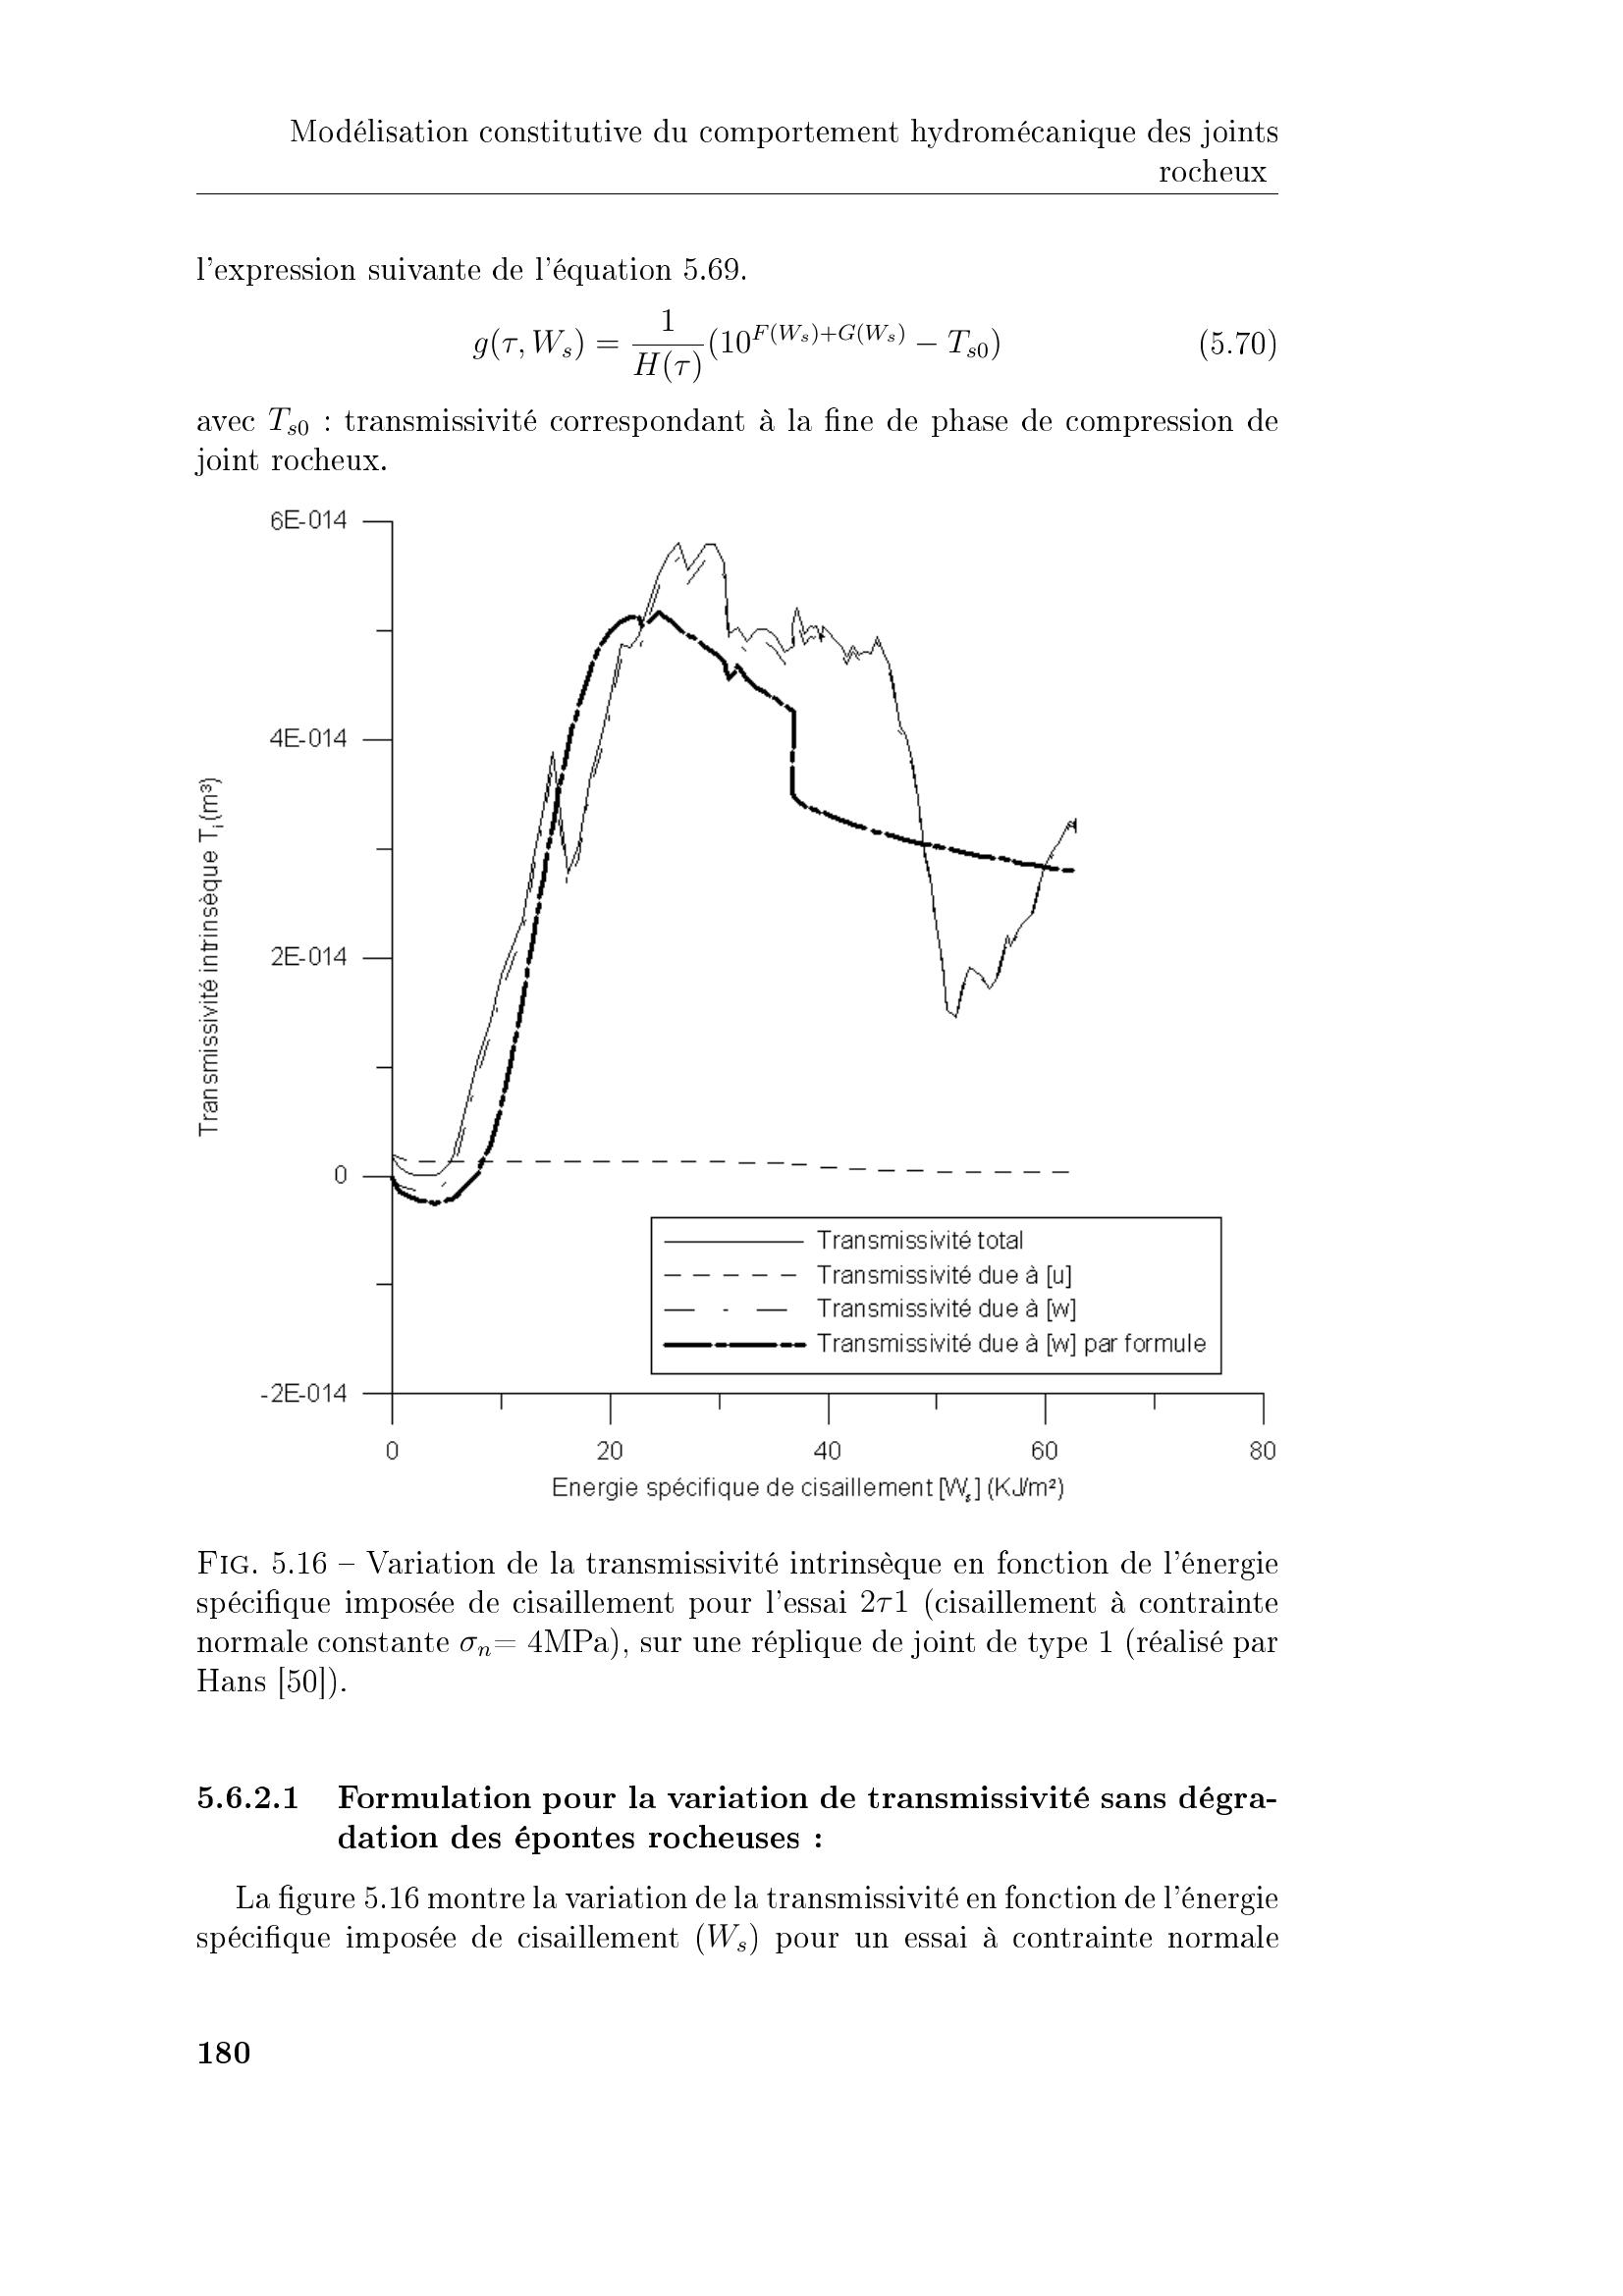 Modélisation constitutive du comportement hydromécanique des joints
rocheux
l'expression suivante de l'équation 5.69.
g(τ, W_s) = \frac{1}{H(τ)}(10^{F(W_s)+G(W_s)} − T_{s0}) (5.70)
avec T_{s0} : transmissivité correspondant à la fine de phase de compression de
joint rocheux.
6E-014
4E-014
2E-014
0
-2E-014
Transmissivité intrinsèque T_i (m³)
Transmissivité total
Transmissivité due à [u]
Transmissivité due à [w]
Transmissivité due à [w] par formule
0 20 40 60 80
Energie spécifique de cisaillement [W_s] (KJ/m²)
FIG. 5.16 – Variation de la transmissivité intrinsèque en fonction de l'énergie
spécifique imposée de cisaillement pour l'essai 2τ1 (cisaillement à contrainte
normale constante σ_n= 4MPa), sur une réplique de joint de type 1 (réalisé par
Hans [50]).
5.6.2.1 Formulation pour la variation de transmissivité sans dégra-
dation des épontes rocheuses :
La figure 5.16 montre la variation de la transmissivité en fonction de l'énergie
spécifique imposée de cisaillement (W_s) pour un essai à contrainte normale
180